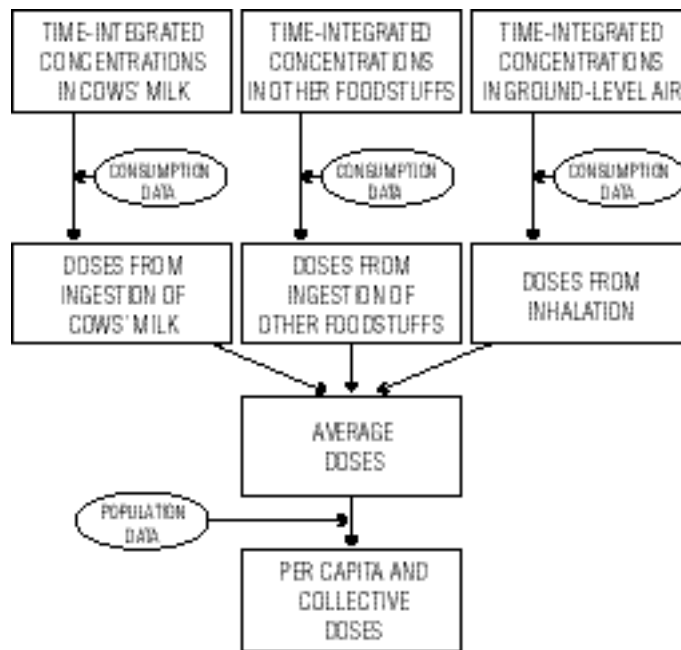 TIME-INTEGRATED
CONCENTRATIONS
IN COWS' MILK
TIME-INTEGRATED
CONCENTRATIONS
IN OTHER FOODSTUFFS
TIME-INTEGRATED
CONCENTRATIONS
IN GROUND-LEVEL AIR
CONSUMPTION
DATA
CONSUMPTION
DATA
CONSUMPTION
DATA
DOSES FROM
INGESTION OF
COWS' MILK
DOSES FROM
INGESTION OF
OTHER FOODSTUFFS
DOSES FROM
INHALATION
AVERAGE
DOSES
POPULATION
DATA
PER CAPITA AND
COLLECTIVE
DOSES